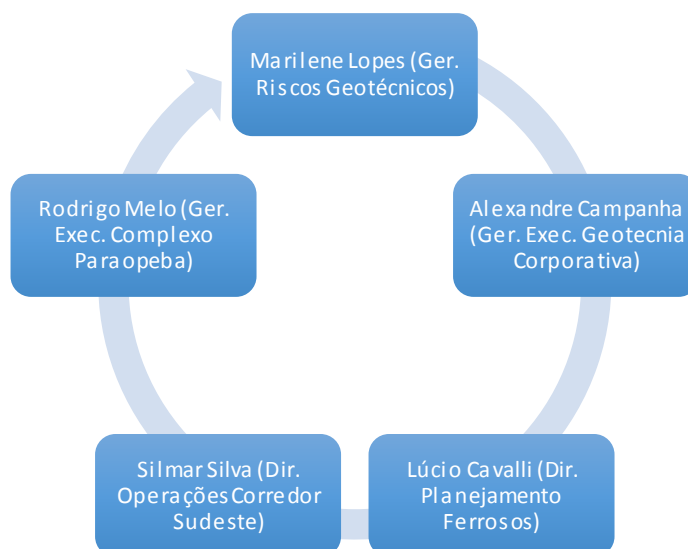 Marilene Lopes (Ger.
Riscos Geotécnicos)
Alexandre Campanha
(Ger. Exec. Geotecnia
Corporativa)
Lúcio Cavalli (Dir.
Planejamento
Ferrosos)
Silmar Silva (Dir.
Operações Corredor
Sudeste)
Rodrigo Melo (Ger.
Exec. Complexo
Paraopeba)